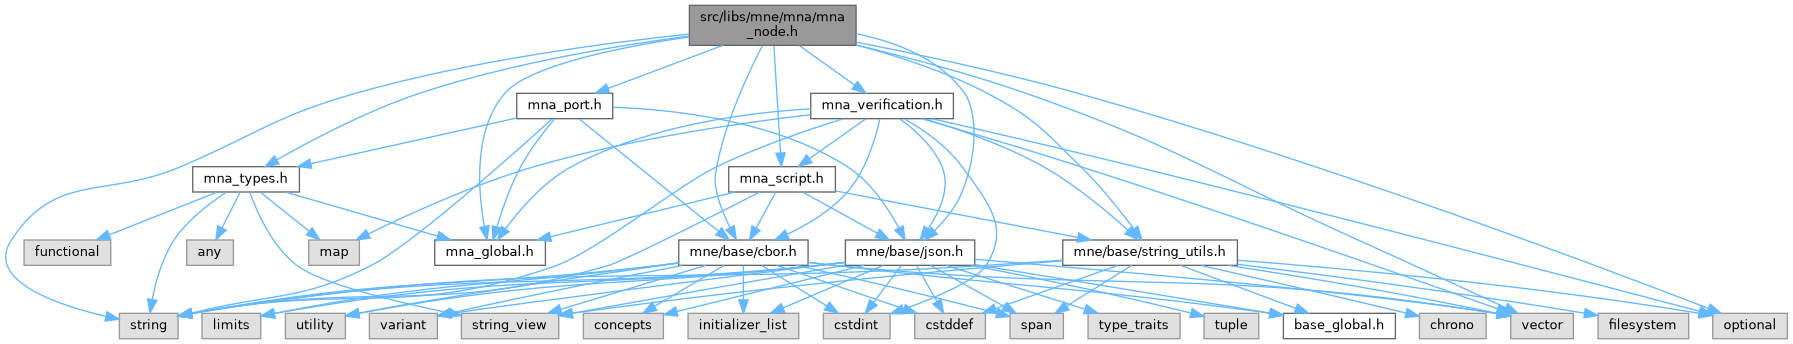 src/libs/mne/mna/mna
_node.h
mna_port.h
mna_verification.h
mna_types.h
mna_script.h
functional
any
map
mna_global.h
mne/base/cbor.h
mne/base/json.h
mne/base/string_utils.h
string
limits
utility
variant
string_view
concepts
initializer_list
cstdint
cstddef
span
type_traits
tuple
base_global.h
chrono
vector
filesystem
optional